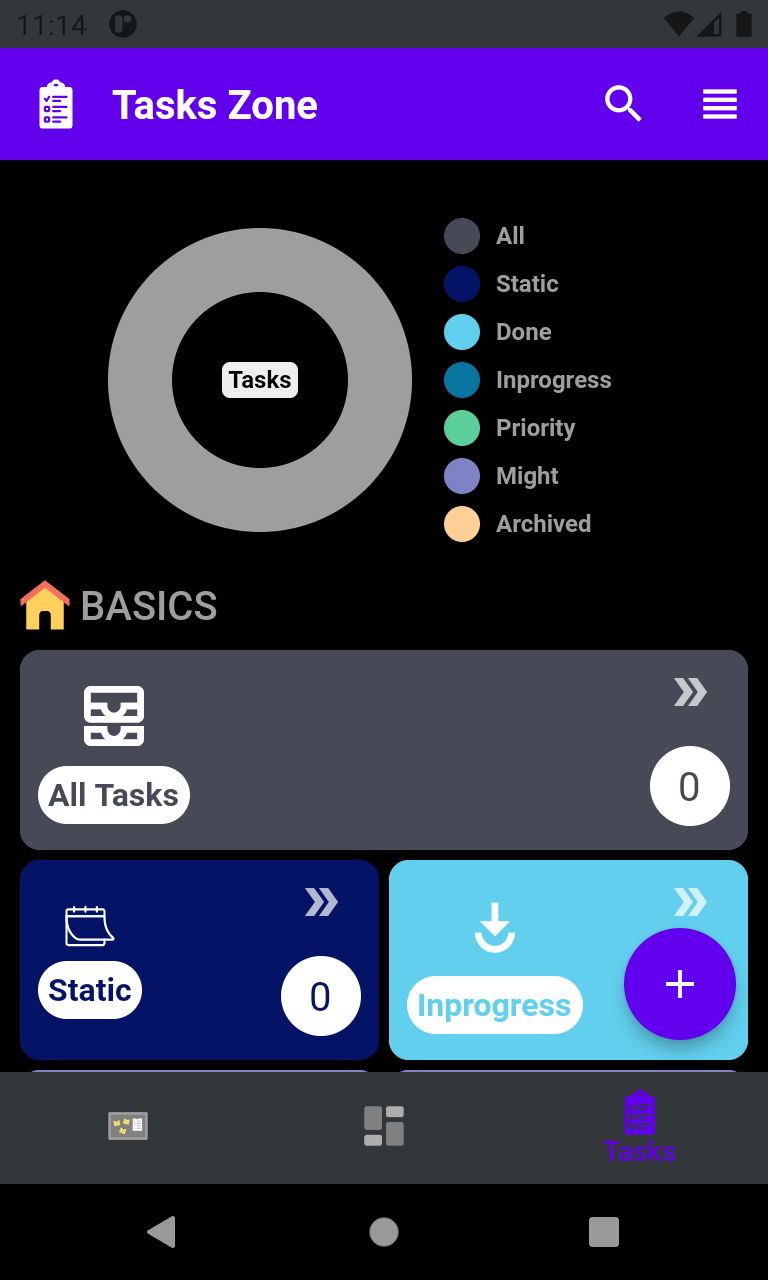 11:14
Tasks Zone
Tasks
All
Static
Done
Inprogress
Priority
Might
Archived
BASICS
All Tasks
0
Static
0
Inprogress
Tasks